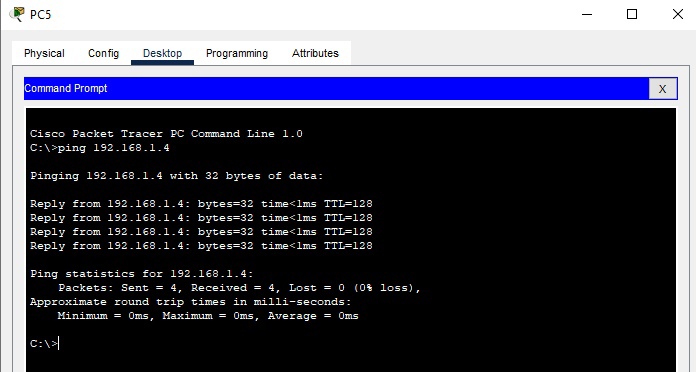 PC5
Physical Config Desktop Programming Attributes
Command Prompt
X
Cisco Packet Tracer PC Command Line 1.0
C:\>ping 192.168.1.4
Pinging 192.168.1.4 with 32 bytes of data:
Reply from 192.168.1.4: bytes=32 time<1ms TTL=128
Reply from 192.168.1.4: bytes=32 time<1ms TTL=128
Reply from 192.168.1.4: bytes=32 time<1ms TTL=128
Reply from 192.168.1.4: bytes=32 time<1ms TTL=128
Ping statistics for 192.168.1.4:
Packets: Sent = 4, Received = 4, Lost = 0 (0% loss),
Approximate round trip times in milli-seconds:
Minimum = 0ms, Maximum = 0ms, Average = 0ms
C:\>